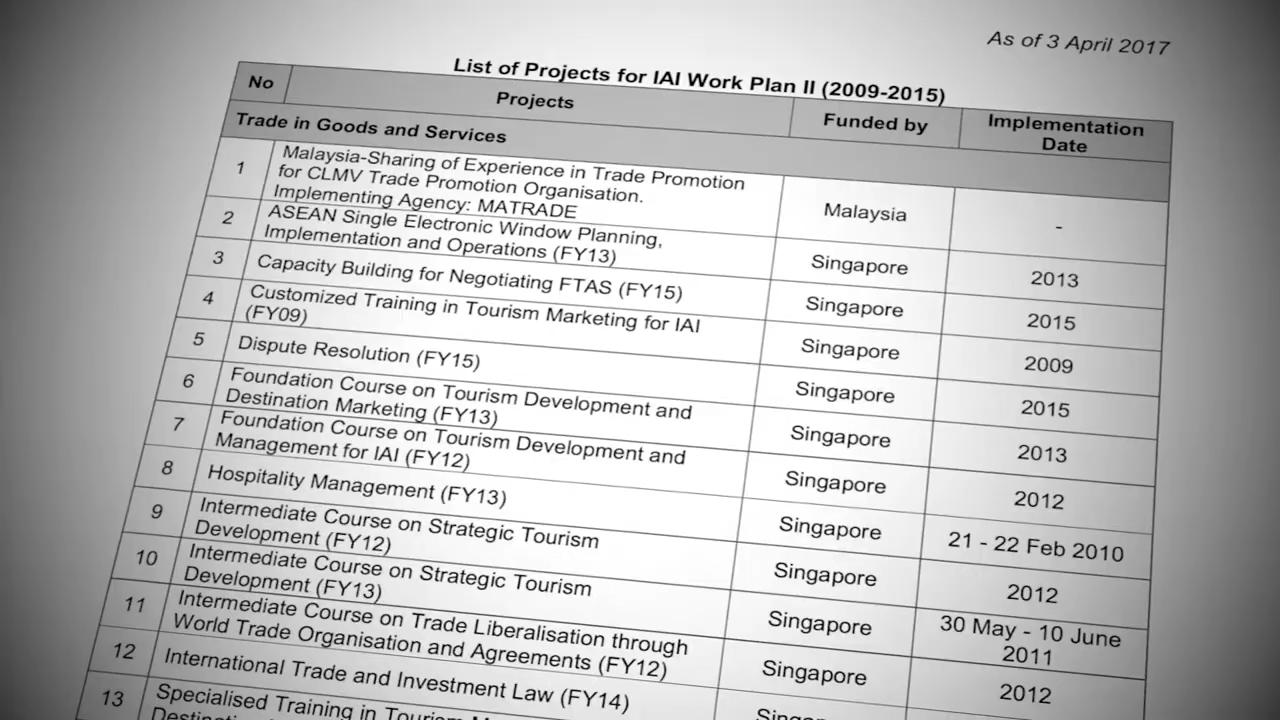 As of 3 April 2017
List of Projects for IAI Work Plan II (2009-2015)
No
Projects
Funded by
Implementation
Date
Trade in Goods and Services
1
Malaysia-Sharing of Experience in Trade Promotion
for CLMV Trade Promotion Organisation.
Implementing Agency: MATRADE
Malaysia
-
2
ASEAN Single Electronic Window Planning,
Implementation and Operations (FY13)
Singapore
2013
3
Capacity Building for Negotiating FTAS (FY15)
Singapore
2015
4
Customized Training in Tourism Marketing for IAI
(FY09)
Singapore
2009
5
Dispute Resolution (FY15)
Singapore
2015
6
Foundation Course on Tourism Development and
Destination Marketing (FY13)
Singapore
2013
7
Foundation Course on Tourism Development and
Management for IAI (FY12)
Singapore
2012
8
Hospitality Management (FY13)
Singapore
21 - 22 Feb 2010
9
Intermediate Course on Strategic Tourism
Development (FY12)
Singapore
2012
10
Intermediate Course on Strategic Tourism
Development (FY13)
Singapore
30 May - 10 June
2011
11
Intermediate Course on Trade Liberalisation through
World Trade Organisation and Agreements (FY12)
Singapore
2012
12
International Trade and Investment Law (FY14)
13
Specialised Training in Tourism